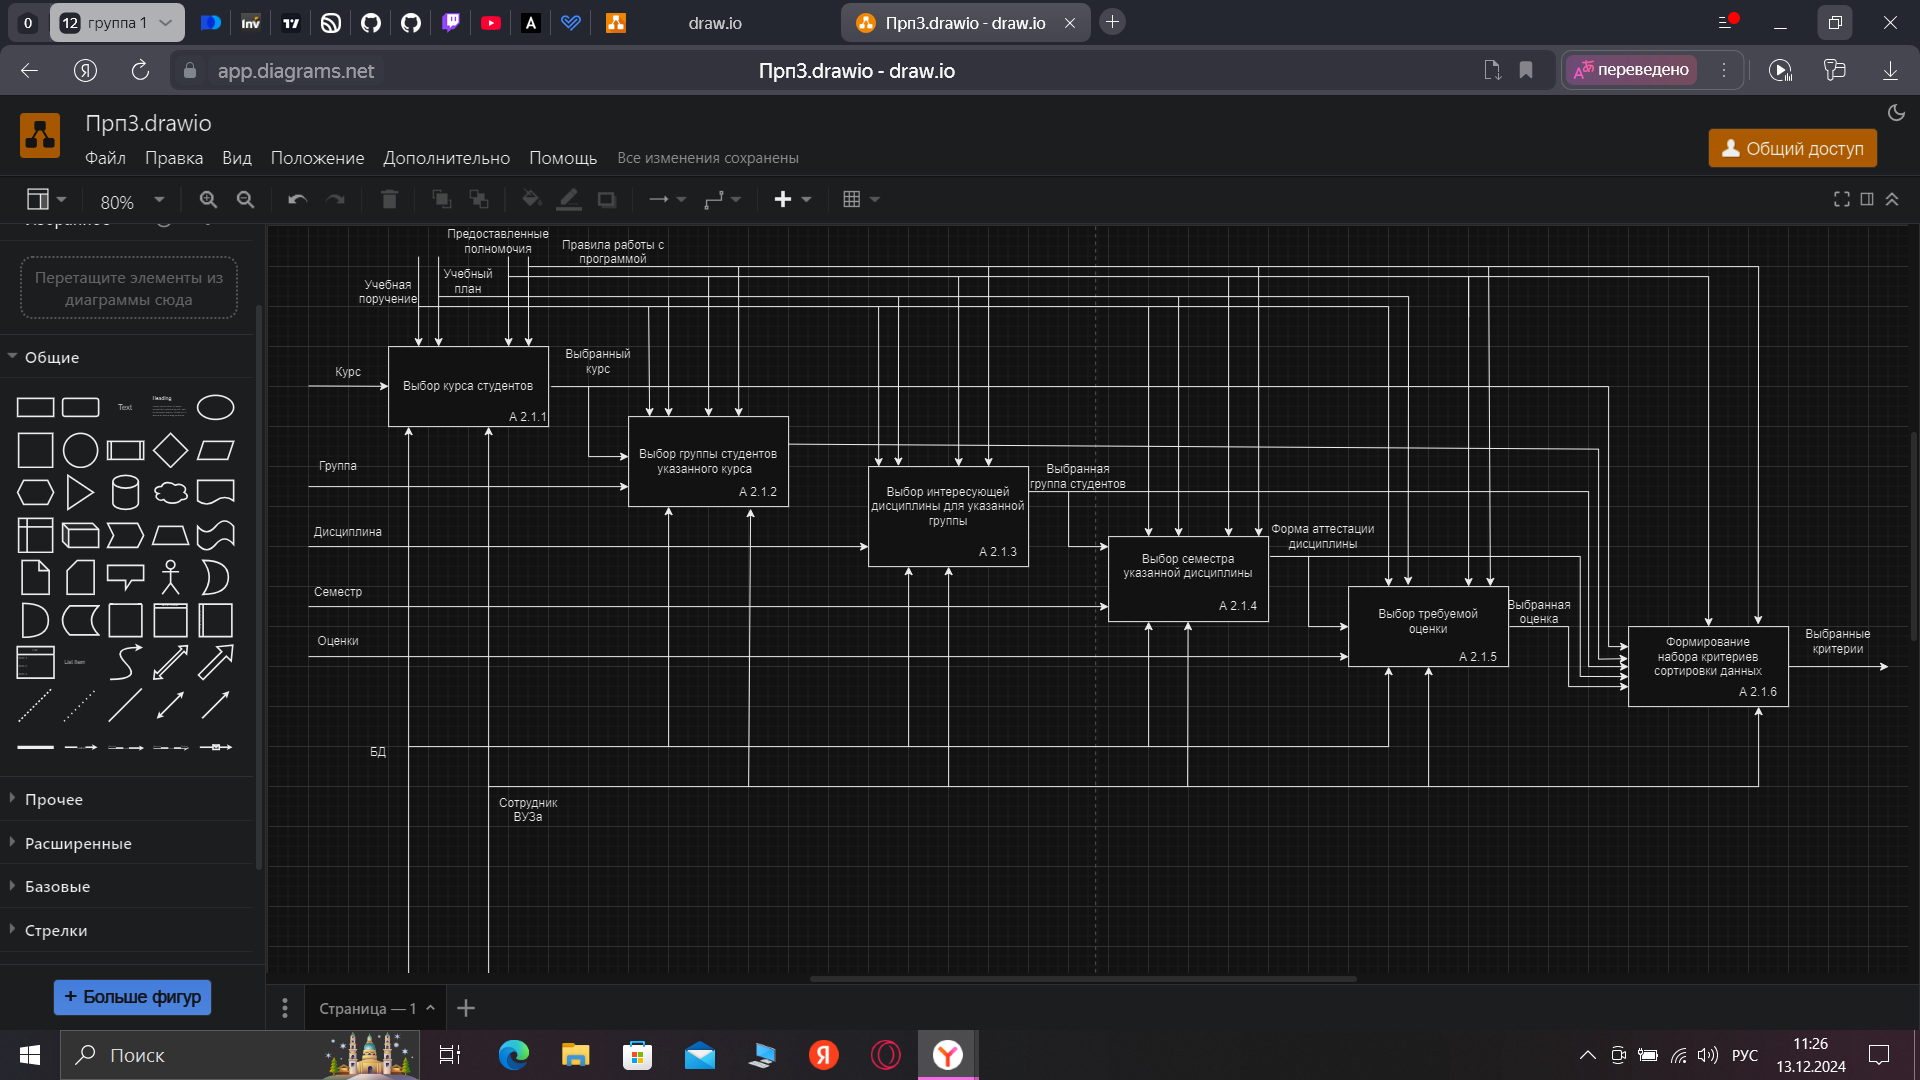 0
12 группа 1
draw.io
Прп3.drawio - draw.io
app.diagrams.net
Прп3.drawio - draw.io
переведено
Прп3.drawio
Файл Правка Вид Положение Дополнительно Помощь Все изменения сохранены
Общий доступ
80%
Перетащите элементы из
диаграммы сюда
Общие
Text
Heading
List Item
Прочее
Расширенные
Базовые
Стрелки
+ Больше фигур
Предоставленные
полномочия
Правила работы с
программой
Учебный
план
Учебная
поручение
Курс
Выбор курса студентов
А 2.1.1
Выбранный
курс
Группа
Выбор группы студентов
указанного курса
А 2.1.2
Дисциплина
Выбор интересующей
дисциплины для указанной
группы
А 2.1.3
Выбранная
группа студентов
Семестр
Выбор семестра
указанной дисциплины
А 2.1.4
Форма аттестации
дисциплины
Оценки
Выбор требуемой
оценки
А 2.1.5
Выбранная
оценка
Формирование
набора критериев
сортировки данных
А 2.1.6
Выбранные
критерии
БД
Сотрудник
ВУЗа
Страница — 1
Поиск
РУС
11:26
13.12.2024